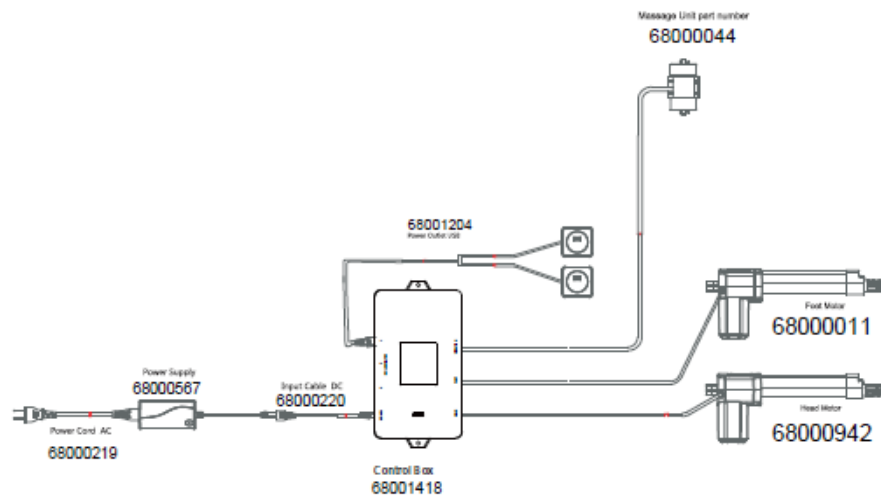 Massage Unit part number
68000044
68001204
Power Outlet USB
Foot Motor
68000011
Power Supply
68000567
Input Cable DC
68000220
Head Motor
68000942
Power Cord AC
68000219
Control Box
68001418